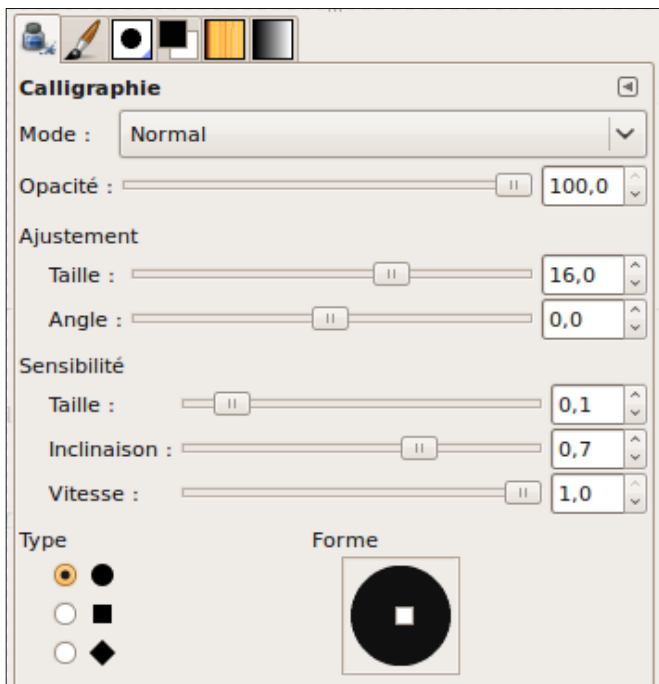 Calligraphie
Mode : Normal
Opacité : 100,0
Ajustement
Taille : 16,0
Angle : 0,0
Sensibilité
Taille : 0,1
Inclinaison : 0,7
Vitesse : 1,0
Type Forme